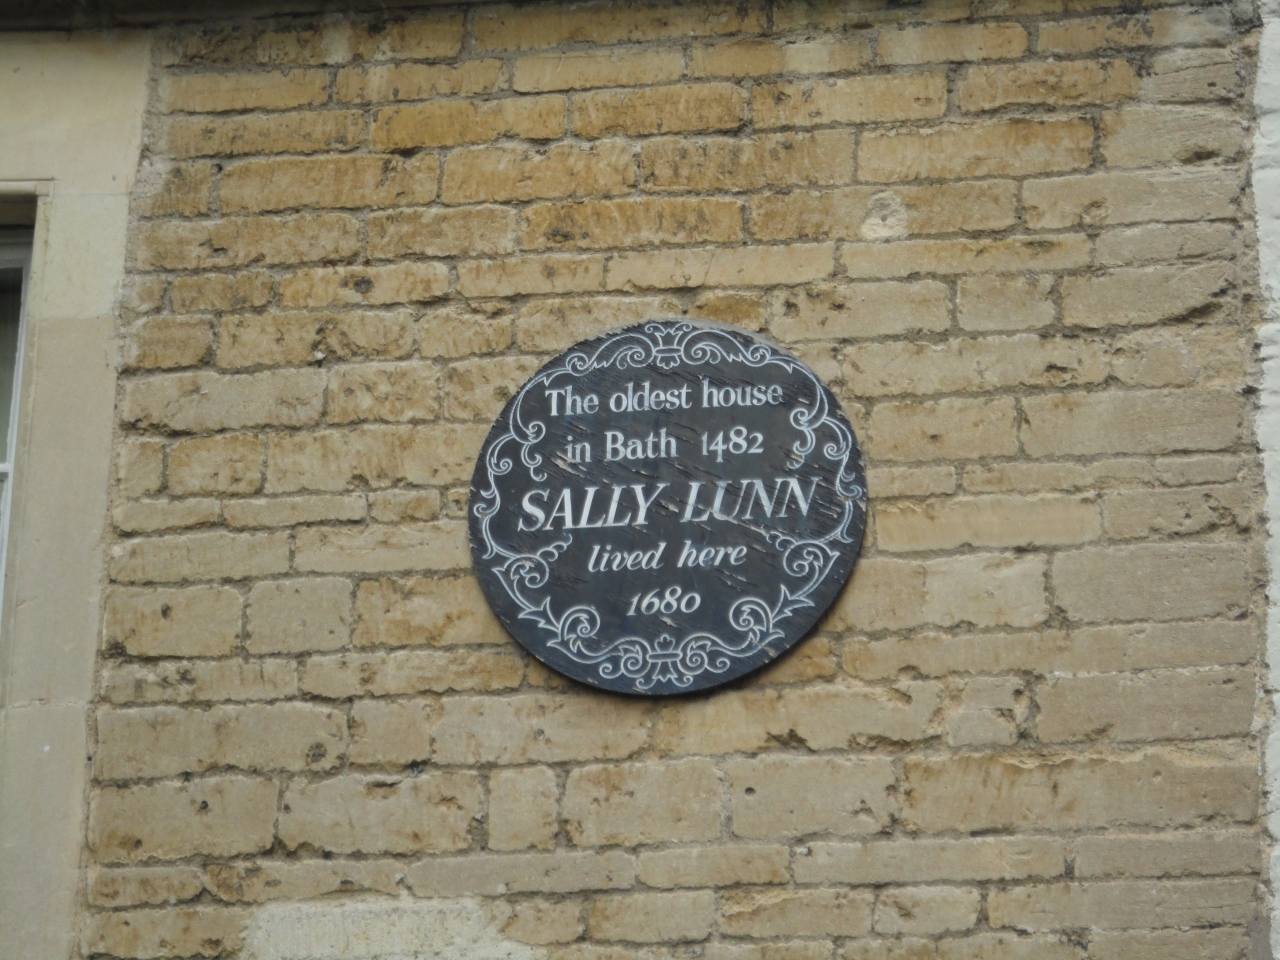 The oldest house
in Bath 1482
SALLY LUNN
lived here
1680